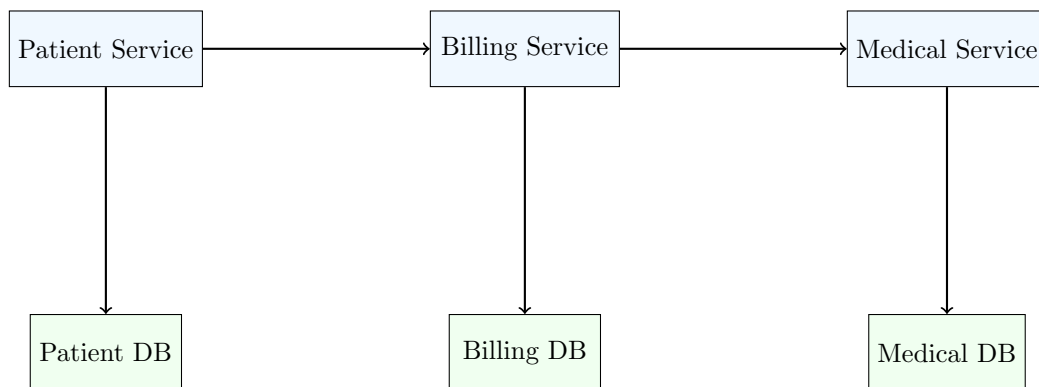 Patient Service
Billing Service
Medical Service
Patient DB
Billing DB
Medical DB